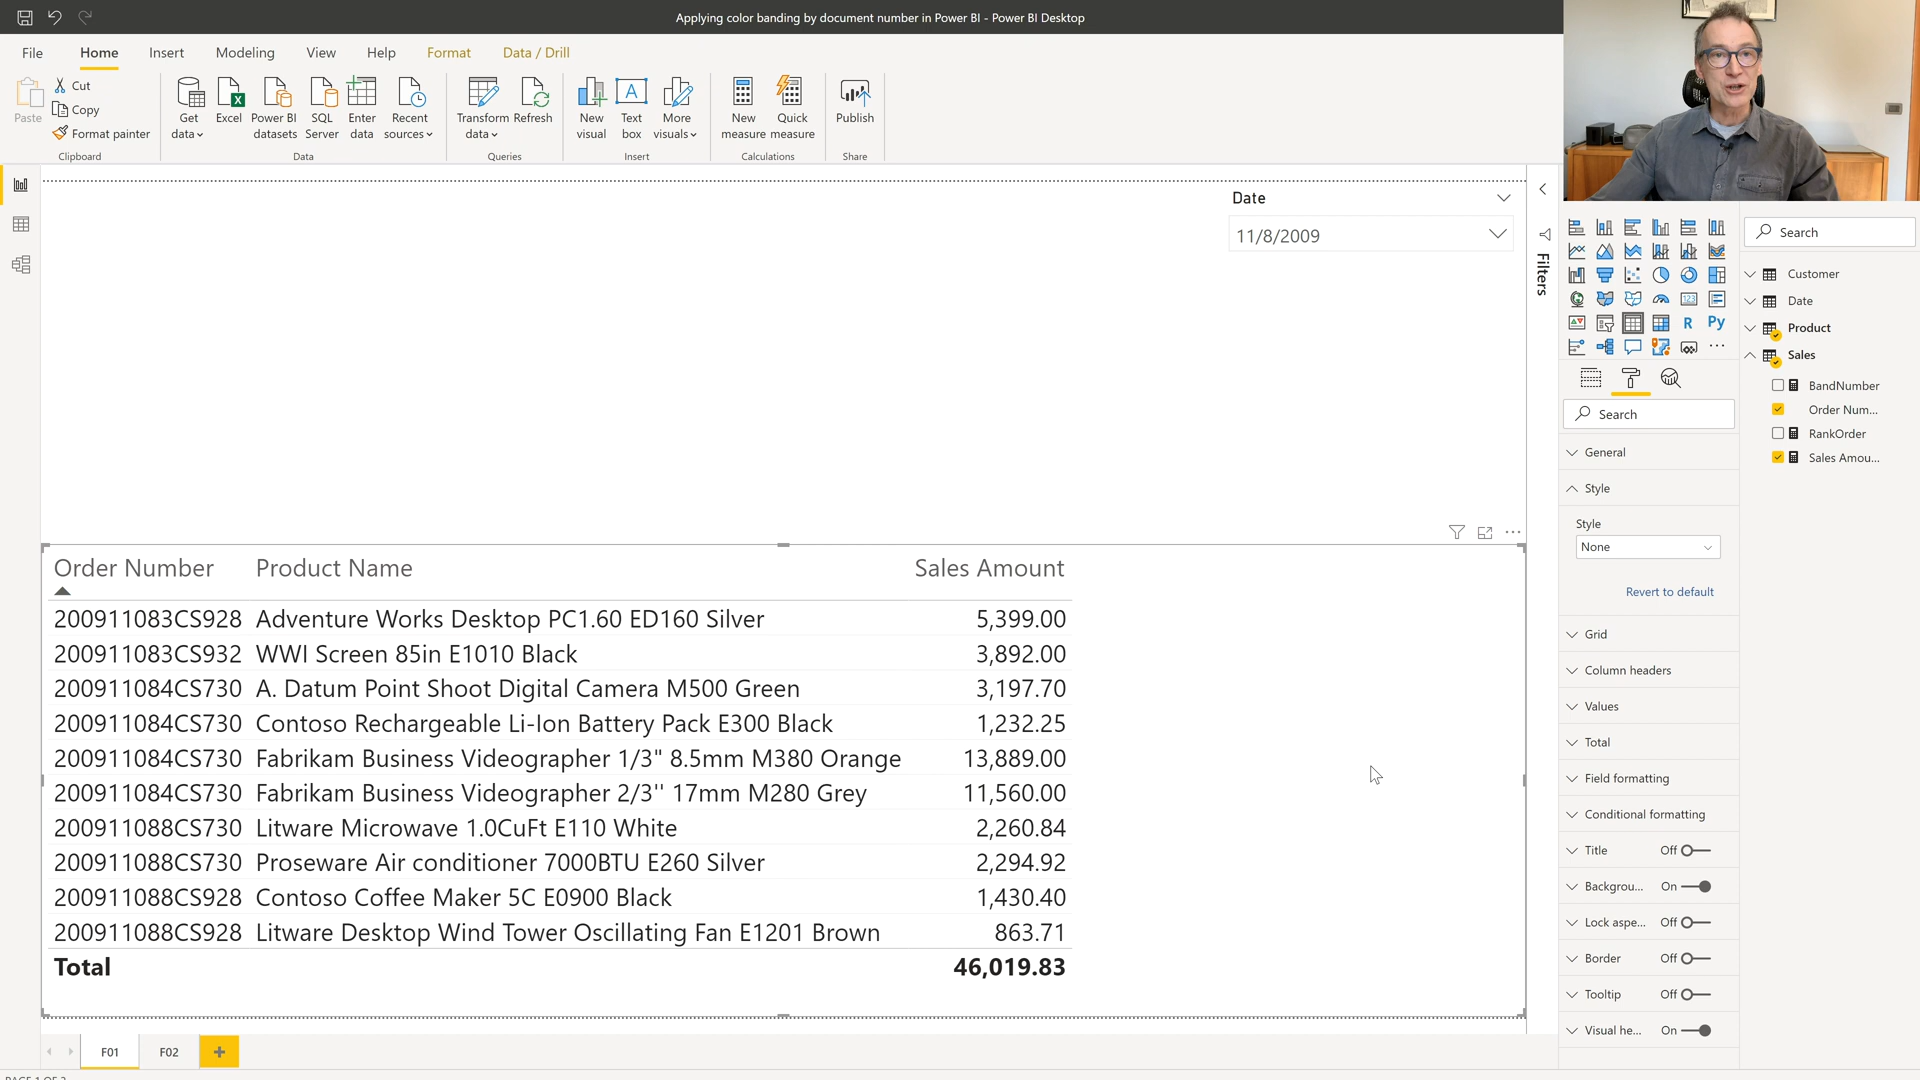 Applying color banding by document number in Power BI - Power BI Desktop
File Home Insert Modeling View Help Format Data / Drill
Paste
Cut
Copy
Format painter
Clipboard
Get data
Excel
Power BI datasets
SQL Server
Enter data
Recent sources
Data
Transform data
Refresh
Queries
New visual
Text box
More visuals
Insert
New measure
Quick measure
Calculations
Publish
Share
Date
11/8/2009
Filters
Order Number Product Name Sales Amount
200911083CS928 Adventure Works Desktop PC1.60 ED160 Silver 5,399.00
200911083CS932 WWI Screen 85in E1010 Black 3,892.00
200911084CS730 A. Datum Point Shoot Digital Camera M500 Green 3,197.70
200911084CS730 Contoso Rechargeable Li-Ion Battery Pack E300 Black 1,232.25
200911084CS730 Fabrikam Business Videographer 1/3" 8.5mm M380 Orange 13,889.00
200911084CS730 Fabrikam Business Videographer 2/3'' 17mm M280 Grey 11,560.00
200911088CS730 Litware Microwave 1.0CuFt E110 White 2,260.84
200911088CS730 Proseware Air conditioner 7000BTU E260 Silver 2,294.92
200911088CS928 Contoso Coffee Maker 5C E0900 Black 1,430.40
200911088CS928 Litware Desktop Wind Tower Oscillating Fan E1201 Brown 863.71
Total 46,019.83
F01 F02 +
PAGE 1 OF 2
123
R Py
Search
General
Style
Style
None
Revert to default
Grid
Column headers
Values
Total
Field formatting
Conditional formatting
Title Off
Backgrou... On
Lock aspe... Off
Border Off
Tooltip Off
Visual he... On
Search
Customer
Date
Product
Sales
BandNumber
Order Num...
RankOrder
Sales Amou...